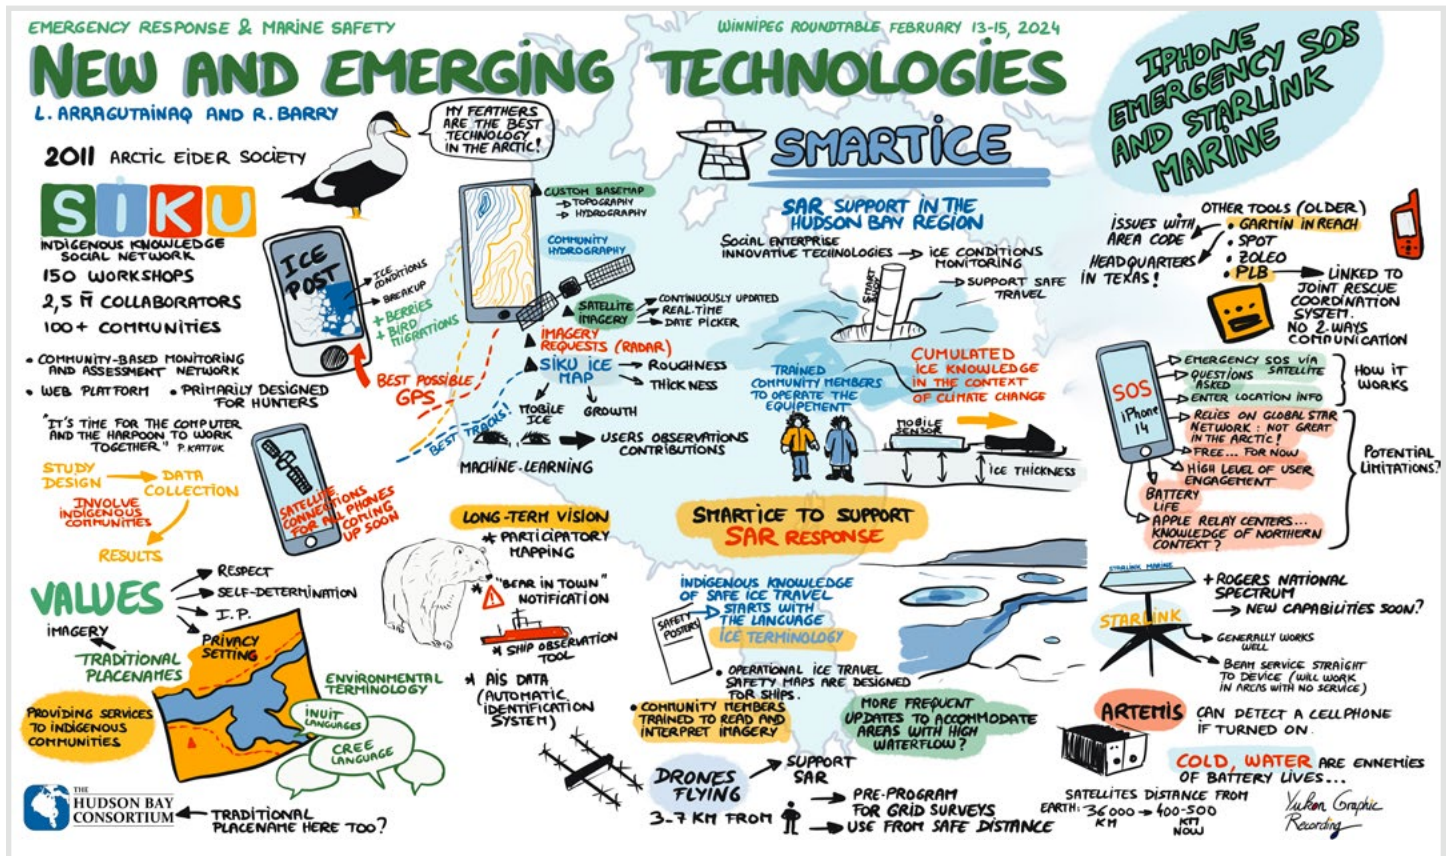 EMERGENCY RESPONSE & MARINE SAFETY
WINNIPEG ROUNDTABLE FEBRUARY 13-15, 2024
NEW AND EMERGING TECHNOLOGIES
L. ARRAGUTAINAQ AND R. BARRY
2011 ARCTIC EIDER SOCIETY
MY FEATHERS
ARE THE BEST
TECHNOLOGY
IN THE ARCTIC!
SIKU
INDIGENOUS KNOWLEDGE
SOCIAL NETWORK
150 WORKSHOPS
2,5 M COLLABORATORS
100+ COMMUNITIES
• COMMUNITY-BASED MONITORING
AND ASSESSMENT NETWORK
• WEB PLATFORM
• PRIMARILY DESIGNED
FOR HUNTERS
"IT'S TIME FOR THE COMPUTER
AND THE HARPOON TO WORK
TOGETHER" P. KATTUK
STUDY
DESIGN
DATA
COLLECTION
INVOLVE
INDIGENOUS
COMMUNITIES
RESULTS
ICE
POST
ICE
CONDITIONS
BREAKUP
+ BERRIES
+ BIRD
MIGRATIONS
BEST POSSIBLE
GPS
SATELLITE
CONNECTIONS
FOR ALL PHONES
COMING
UP SOON
CUSTOM BASEMAP
TOPOGRAPHY
HYDROGRAPHY
COMMUNITY
HYDROGRAPHY
SATELLITE
IMAGERY
CONTINUOUSLY UPDATED
REAL-TIME
DATE PICKER
IMAGERY
REQUESTS (RADAR)
SIKU ICE
MAP
ROUGHNESS
THICKNESS
MOBILE
ICE
GROWTH
BEST TRACKS!
MACHINE-LEARNING
USERS OBSERVATIONS
CONTRIBUTIONS
VALUES
RESPECT
SELF-DETERMINATION
I.P.
PRIVACY
SETTING
IMAGERY
TRADITIONAL
PLACENAMES
PROVIDING SERVICES
TO INDIGENOUS
COMMUNITIES
ENVIRONMENTAL
TERMINOLOGY
INUIT
LANGUAGES
CREE
LANGUAGE
THE
HUDSON BAY
CONSORTIUM
TRADITIONAL
PLACENAME HERE TOO?
LONG-TERM VISION
* PARTICIPATORY
MAPPING
* "BEAR IN TOWN"
NOTIFICATION
* SHIP OBSERVATION
TOOL
* AIS DATA
(AUTOMATIC
IDENTIFICATION
SYSTEM)
SMARTICE
SAR SUPPORT IN THE
HUDSON BAY REGION
SOCIAL ENTERPRISE
INNOVATIVE TECHNOLOGIES
ICE CONDITIONS
MONITORING
SUPPORT SAFE
TRAVEL
SMART
BUOY
TRAINED
COMMUNITY MEMBERS
TO OPERATE THE
EQUIPEMENT
CUMULATED
ICE KNOWLEDGE
IN THE CONTEXT
OF CLIMATE CHANGE
MOBILE
SENSOR
ICE THICKNESS
SMARTICE TO SUPPORT
SAR RESPONSE
INDIGENOUS KNOWLEDGE
OF SAFE ICE TRAVEL
STARTS WITH
THE LANGUAGE
ICE TERMINOLOGY
SAFETY
POSTERS
• OPERATIONAL ICE TRAVEL
SAFETY MAPS ARE DESIGNED
FOR SHIPS.
• COMMUNITY MEMBERS
TRAINED TO READ AND
INTERPRET IMAGERY
MORE FREQUENT
UPDATES TO ACCOMMODATE
AREAS WITH HIGH
WATERFLOW?
DRONES
FLYING
3-7 KM FROM
SUPPORT
SAR
PRE-PROGRAM
FOR GRID SURVEYS
USE FROM SAFE DISTANCE
IPHONE
EMERGENCY SOS
AND STARLINK
MARINE
OTHER TOOLS (OLDER)
• GARMIN IN REACH
• SPOT
• ZOLEO
• PLB
ISSUES WITH
AREA CODE
HEADQUARTERS
IN TEXAS!
LINKED TO
JOINT RESCUE
COORDINATION
SYSTEM.
NO 2-WAYS
COMMUNICATION
SOS
iPHONE
14
EMERGENCY SOS VIA
SATELLITE
QUESTIONS
ASKED
ENTER LOCATION INFO
HOW IT
WORKS
RELIES ON GLOBAL STAR
NETWORK: NOT GREAT
IN THE ARCTIC!
FREE... FOR NOW
HIGH LEVEL OF USER
ENGAGEMENT
BATTERY
LIFE
APPLE RELAY CENTERS...
KNOWLEDGE OF NORTHERN
CONTEXT?
POTENTIAL
LIMITATIONS?
STARLINK MARINE
STARLINK
+ ROGERS NATIONAL
SPECTRUM
NEW CAPABILITIES SOON?
GENERALLY WORKS
WELL
BEAM SERVICE STRAIGHT
TO DEVICE (WILL WORK
IN AREAS WITH NO SERVICE)
ARTEMIS CAN DETECT A CELLPHONE
IF TURNED ON.
COLD, WATER ARE ENNEMIES
OF BATTERY LIVES...
SATELLITES DISTANCE FROM
EARTH: 36 000 KM
400-500
KM
NOW
Yukon Graphic
Recording